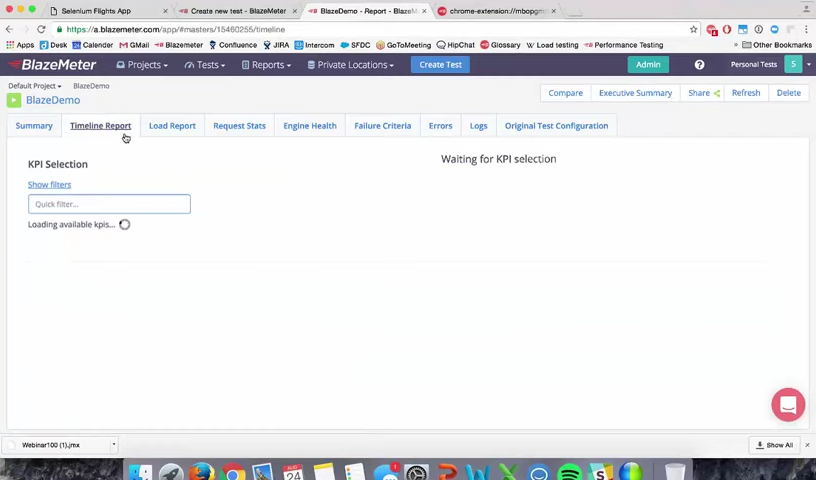 Selenium Flights App
Create new test - BlazeMeter
BlazeDemo - Report - BlazeM
https://www.blazemeter.com/app/#masters/15460255/timeline
Apps Desk Calendar GMail Blazemeter Confluence JIRA Intercom SFDC GoToMeeting HipChat Glossary Load testing Performance Testing Other Bookmarks
BlazeMeter Projects Tests Reports Private Locations Create Test Admin Personal Tests S
Default Project BlazeDemo
BlazeDemo
Compare Executive Summary Share Refresh Delete
Summary Timeline Report Load Report Request Stats Engine Health Failure Criteria Errors Logs Original Test Configuration
KPI Selection
Waiting for KPI selection
Show filters
Quick filter...
Loading available kpis...
Webinar100 (1).jmx
Show All
24